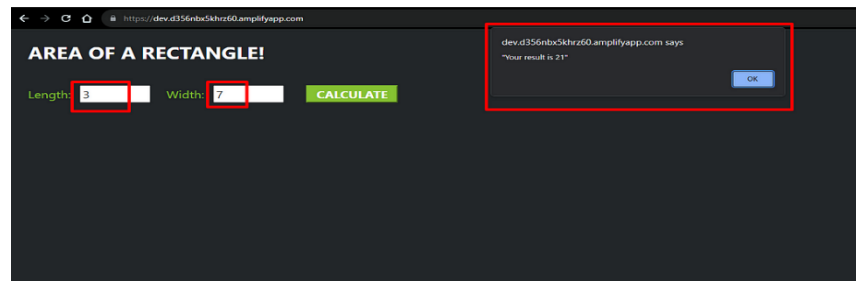 https://dev.d356nbx5khrz60.amplifyapp.com
AREA OF A RECTANGLE!
Length: 3 Width: 7 CALCULATE
dev.d356nbx5khrz60.amplifyapp.com says
"Your result is 21"
OK